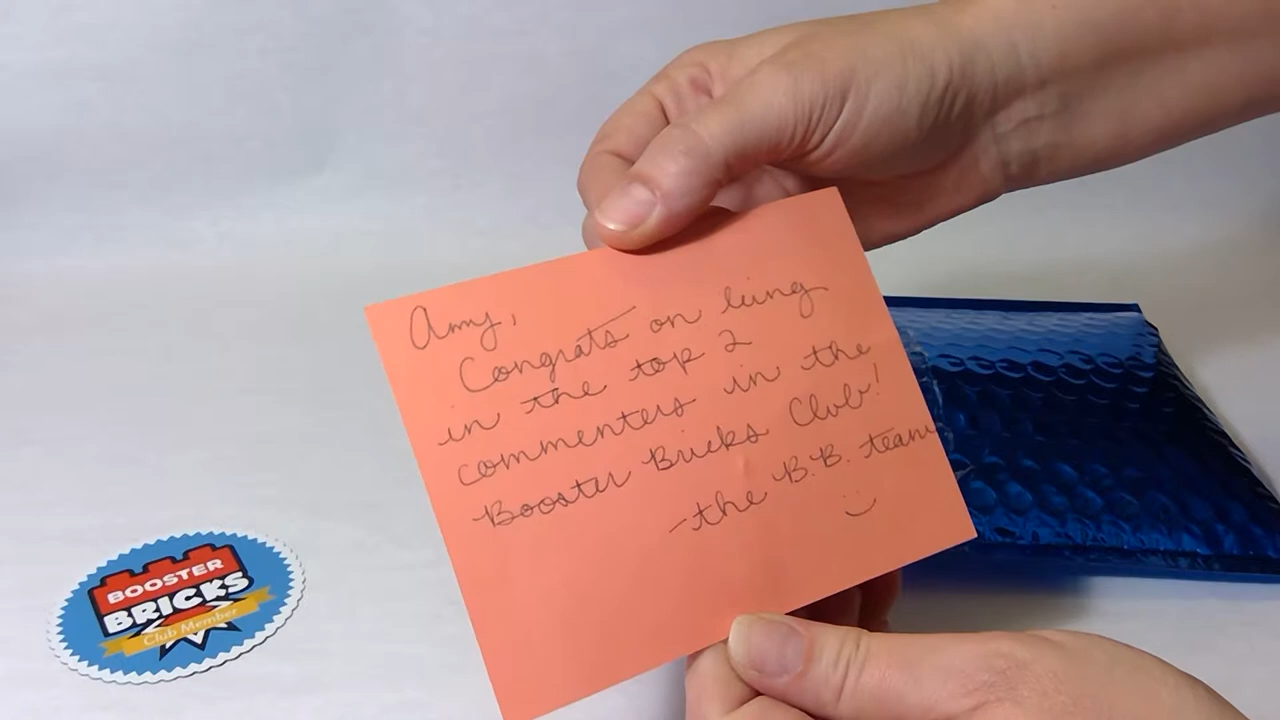 Amy,
Congrats on being
in the top 2
commenters in the
Booster Bricks Club!
-the B.B. team
:)
BOOSTER
BRICKS
Club Member